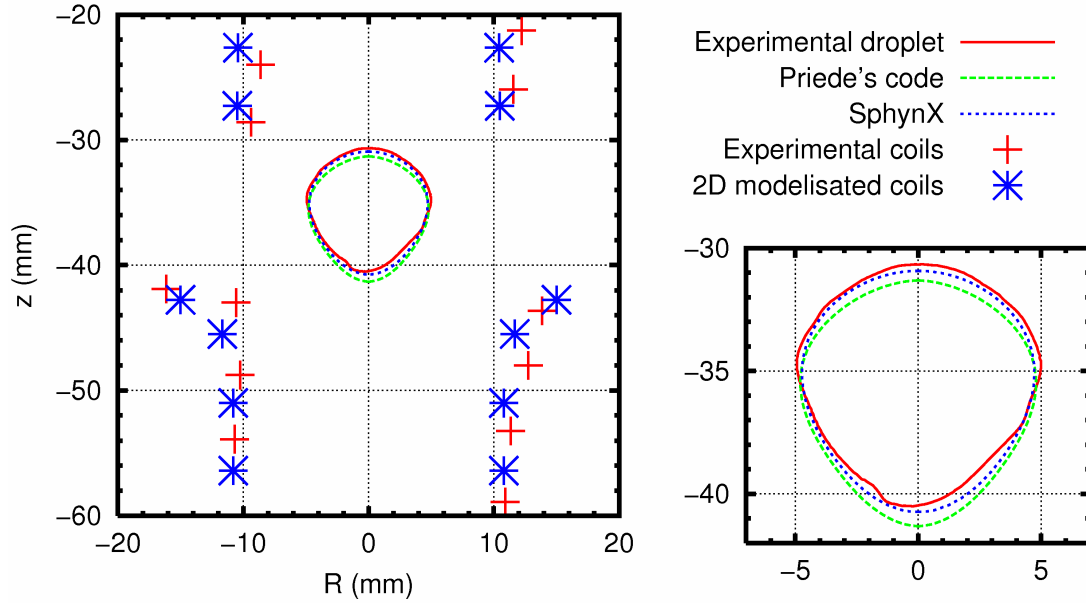 −20
−30
−40
−50
−60
−20
−10
0
10
20
z (mm)
R (mm)
Experimental droplet
Priede's code
SphynX
Experimental coils
2D modelisated coils
−30
−35
−40
−5
0
5